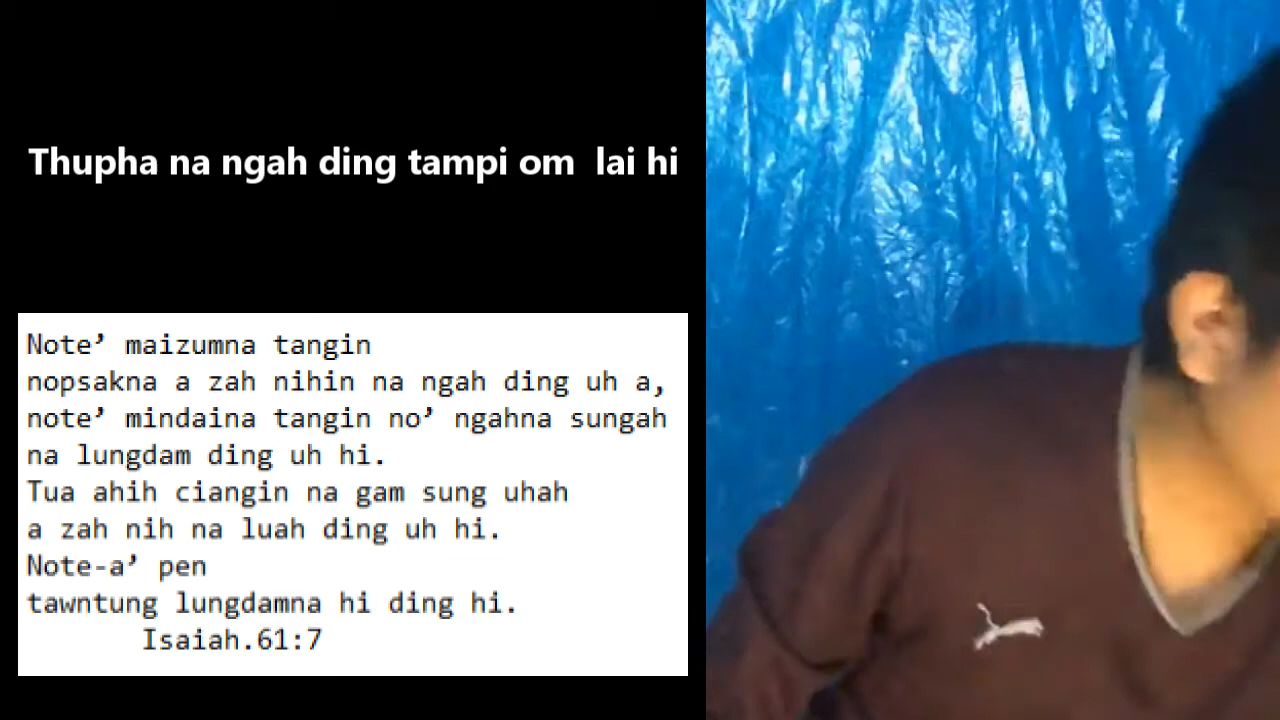 Thupha na ngah ding tampi om lai hi
Note’ maizumna tangin
nopsakna a zah nihin na ngah ding uh a,
note’ mindaina tangin no’ ngahna sungah
na lungdam ding uh hi.
Tua ahih ciangin na gam sung uhah
a zah nih na luah ding uh hi.
Note-a’ pen
tawntung lungdamna hi ding hi.
Isaiah.61:7